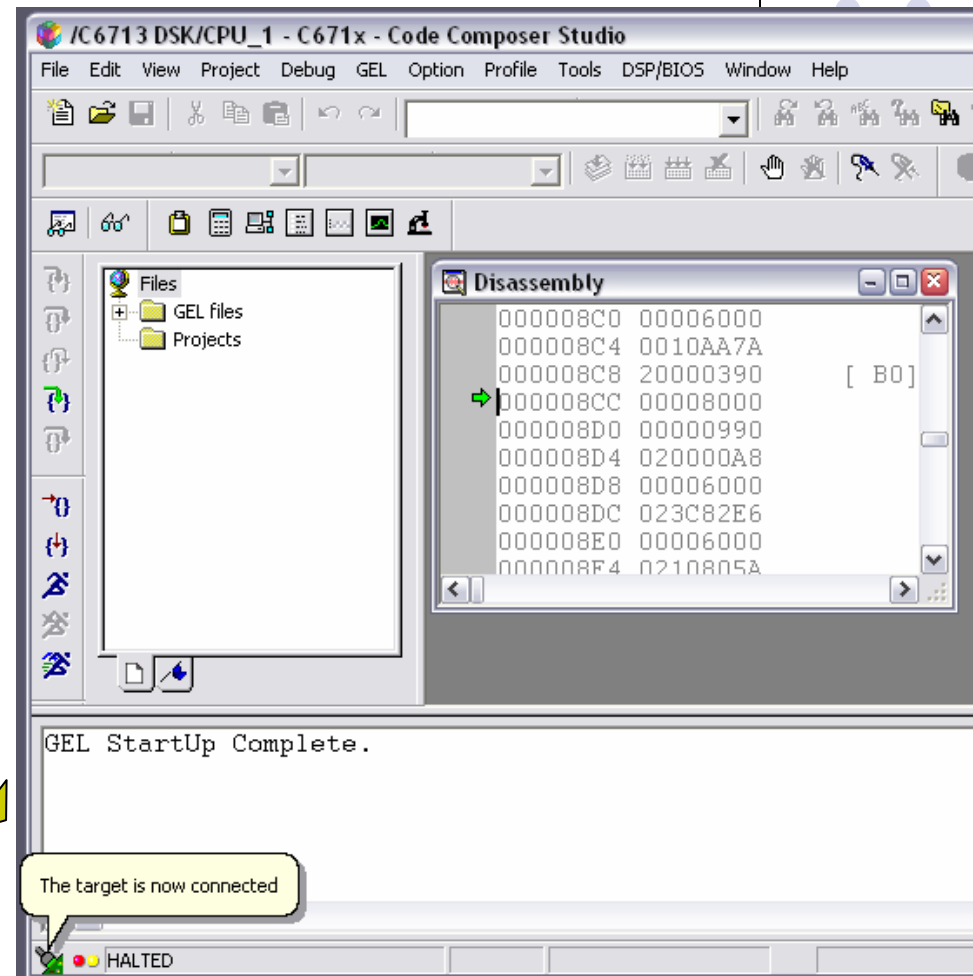 /C6713 DSK/CPU_1 - C671x - Code Composer Studio
File Edit View Project Debug GEL Option Profile Tools DSP/BIOS Window Help
Files
GEL files
Projects
Disassembly
000008C0 00006000
000008C4 0010AA7A
000008C8 20000390 [ B0]
000008CC 00008000
000008D0 00000990
000008D4 020000A8
000008D8 00006000
000008DC 023C82E6
000008E0 00006000
000008E4 0210805A
GEL StartUp Complete.
The target is now connected
HALTED